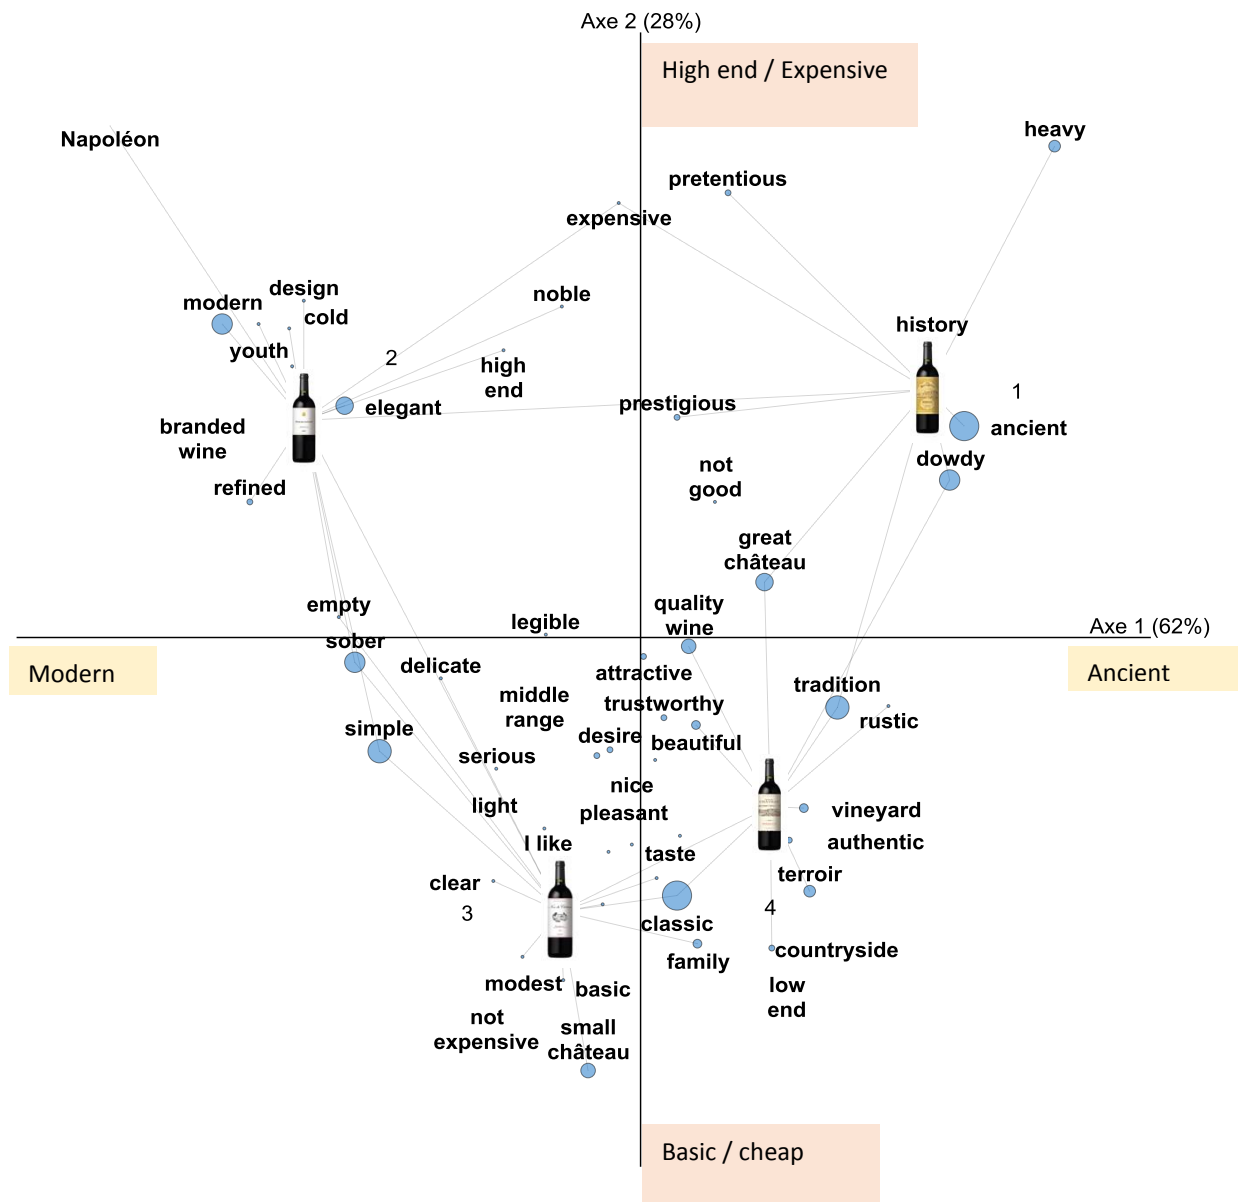 Axe 2 (28%)
High end / Expensive
heavy
Napoléon
pretentious
expensive
design
noble
modern
cold
history
youth
2
high
end
1
prestigious
elegant
branded
wine
ancient
dowdy
not
good
refined
great
château
empty
quality
wine
legible
Axe 1 (62%)
sober
delicate
attractive
Modern
Ancient
tradition
middle
range
trustworthy
rustic
simple
desire
beautiful
serious
nice
light
pleasant
vineyard
I like
authentic
taste
terroir
clear
3
4
classic
countryside
family
modest
basic
low
end
not
expensive
small
château
Basic / cheap